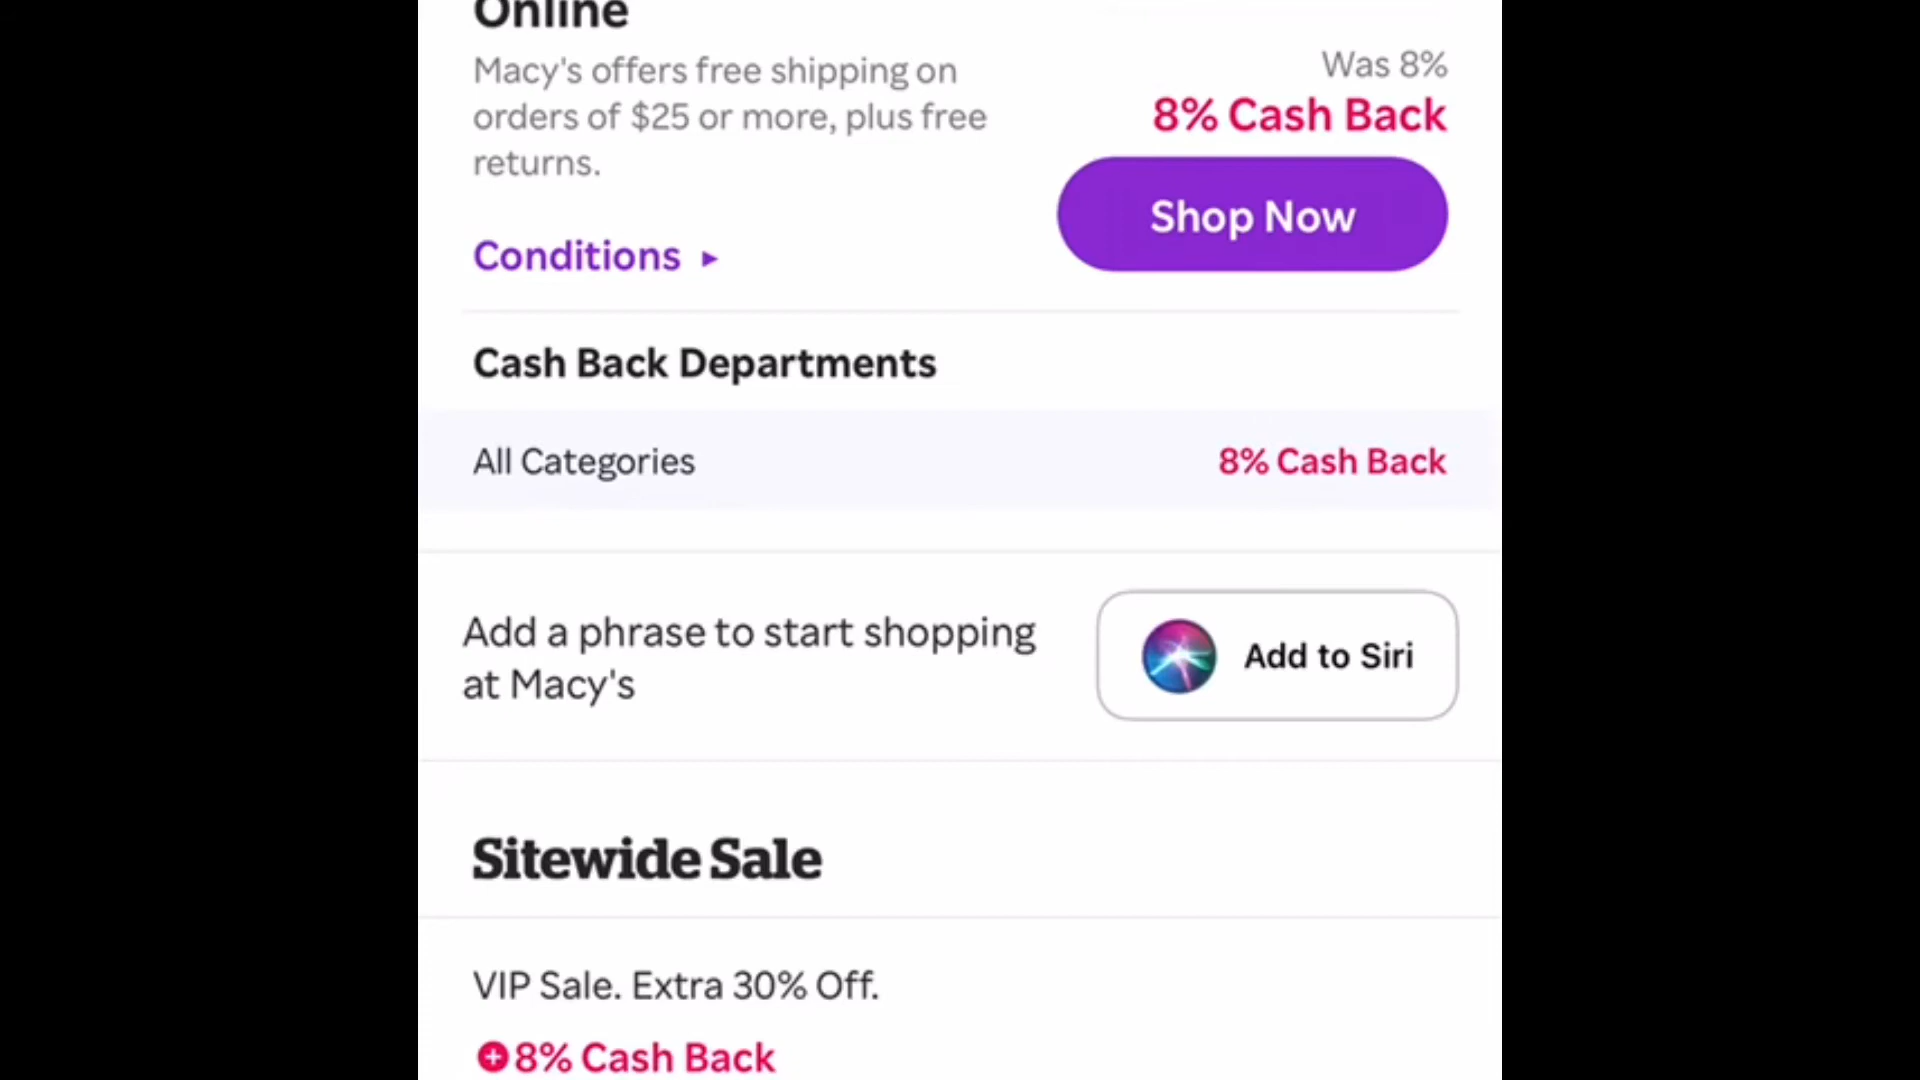 Online
Macy's offers free shipping on
orders of $25 or more, plus free
returns.
Conditions ▸
Was 8%
8% Cash Back
Shop Now
Cash Back Departments
All Categories 8% Cash Back
Add a phrase to start shopping
at Macy's
Add to Siri
Sitewide Sale
VIP Sale. Extra 30% Off.
+8% Cash Back